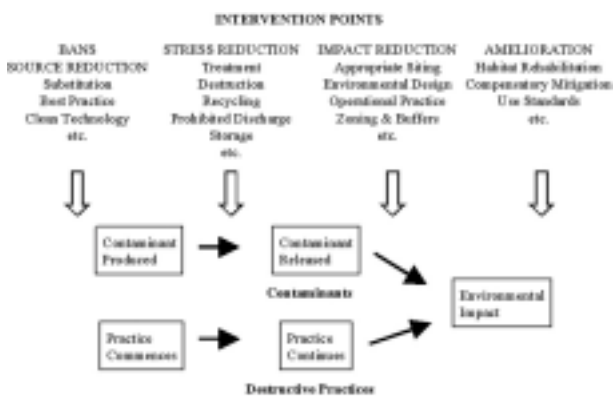 INTERVENTION POINTS
BANS
SOURCE REDUCTION
Substitution
Best Practice
Clean Technology
etc.
STRESS REDUCTION
Treatment
Destruction
Recycling
Prohibited Discharge
Storage
etc.
IMPACT REDUCTION
Appropriate Siting
Environmental Design
Operational Practice
Zoning & Buffers
etc.
AMELIORATION
Habitat Rehabilitation
Compensatory Mitigation
Use Standards
etc.
Contaminant
Produced
Contaminant
Released
Contaminants
Environmental
Impact
Practice
Commences
Practice
Continues
Destructive Practices